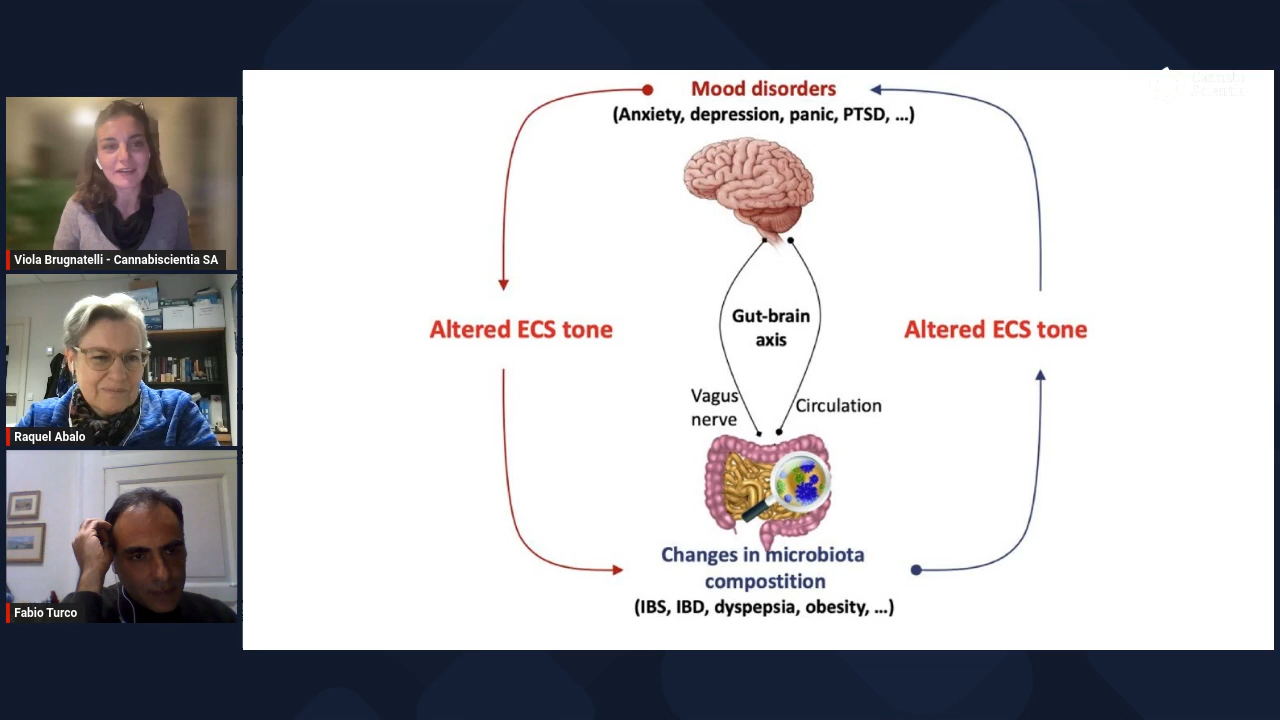 Mood disorders
(Anxiety, depression, panic, PTSD, ...)
Viola Brugnatelli - Cannabiscientia SA
Raquel Abalo
Fabio Turco
Altered ECS tone
Gut-brain
axis
Altered ECS tone
Vagus
nerve
Circulation
Changes in microbiota
compostition
(IBS, IBD, dyspepsia, obesity, ...)